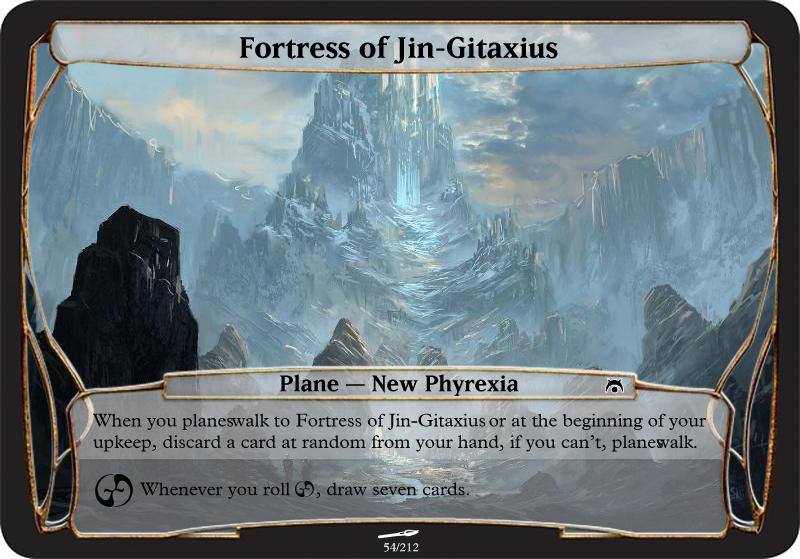 Fortress of Jin-Gitaxius
Plane — New Phyrexia
When you planeswalk to Fortress of Jin-Gitaxius or at the beginning of your
upkeep, discard a card at random from your hand, if you can't, planeswalk.
Whenever you roll , draw seven cards.
54/212